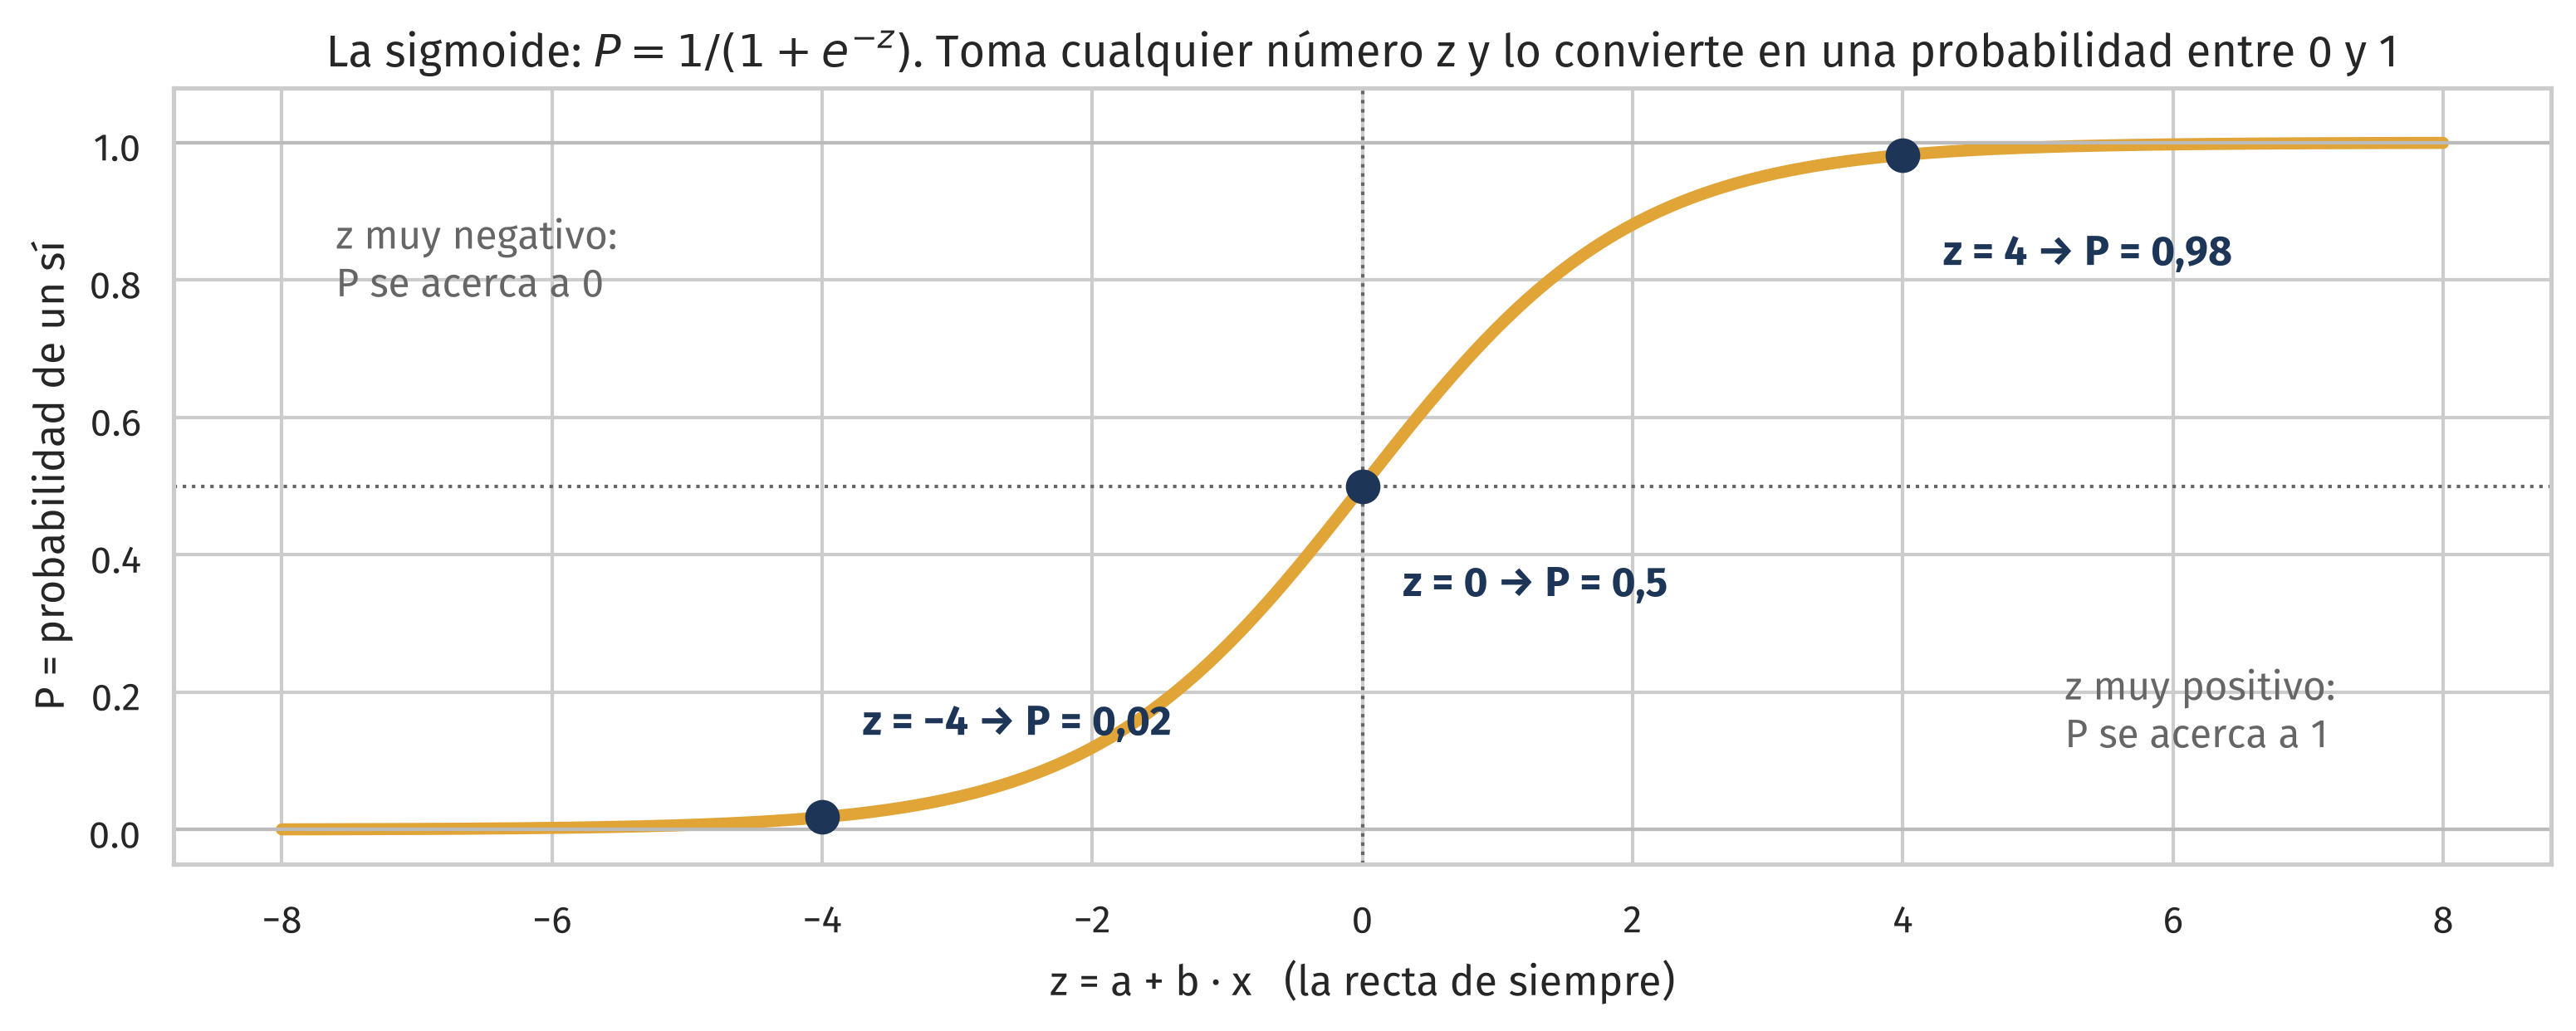 La sigmoide: P = 1/(1 + e⁻ᶻ). Toma cualquier número z y lo convierte en una probabilidad entre 0 y 1
P = probabilidad de un sí
1.0
0.8
0.6
0.4
0.2
0.0
z muy negativo:
P se acerca a 0
z = 4 → P = 0,98
z = 0 → P = 0,5
z = −4 → P = 0,02
z muy positivo:
P se acerca a 1
−8 −6 −4 −2 0 2 4 6 8
z = a + b · x (la recta de siempre)